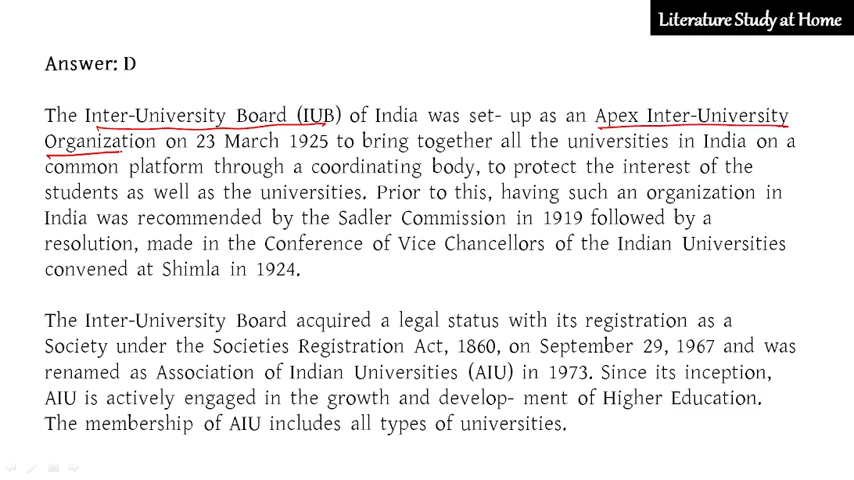 Literature Study at Home
Answer: D
The Inter-University Board (IUB) of India was set- up as an Apex Inter-University
Organization on 23 March 1925 to bring together all the universities in India on a
common platform through a coordinating body, to protect the interest of the
students as well as the universities. Prior to this, having such an organization in
India was recommended by the Sadler Commission in 1919 followed by a
resolution, made in the Conference of Vice Chancellors of the Indian Universities
convened at Shimla in 1924.
The Inter-University Board acquired a legal status with its registration as a
Society under the Societies Registration Act, 1860, on September 29, 1967 and was
renamed as Association of Indian Universities (AIU) in 1973. Since its inception,
AIU is actively engaged in the growth and develop- ment of Higher Education.
The membership of AIU includes all types of universities.